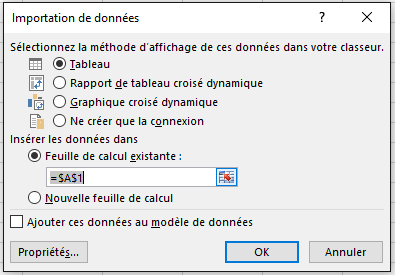 Importation de données
Sélectionnez la méthode d'affichage de ces données dans votre classeur.
Tableau
Rapport de tableau croisé dynamique
Graphique croisé dynamique
Ne créer que la connexion
Insérer les données dans
Feuille de calcul existante :
=$A$1
Nouvelle feuille de calcul
Ajouter ces données au modèle de données
Propriétés... OK Annuler